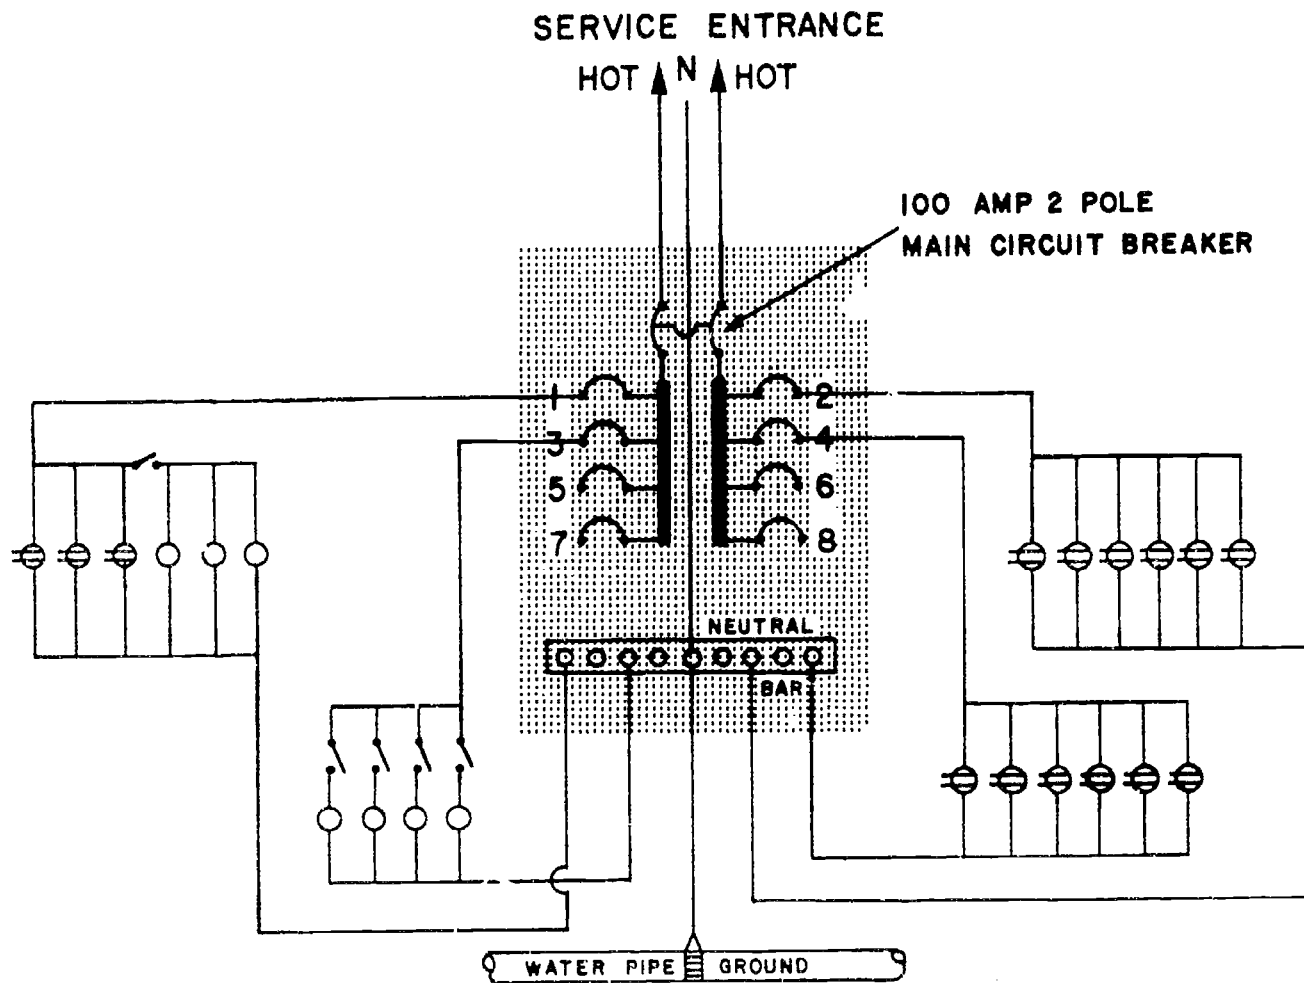 SERVICE ENTRANCE
HOT N HOT
100 AMP 2 POLE
MAIN CIRCUIT BREAKER
1 2
3 4
5 6
7 8
NEUTRAL
BAR
WATER PIPE GROUND